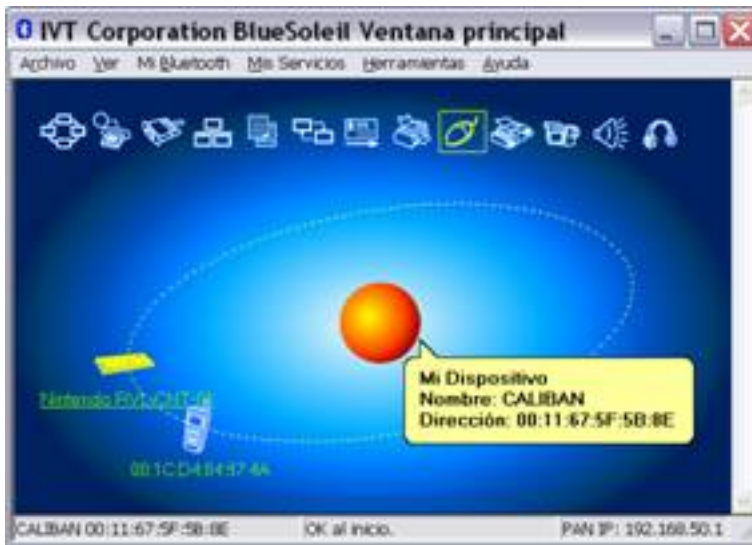 IVT Corporation BlueSoleil Ventana principal
Archivo Ver Mi Bluetooth Mis Servicios Herramientas Ayuda
Mi Dispositivo
Nombre: CALIBAN
Dirección: 00:11:67:5F:5B:8E
Nintendo
CALIBAN 00:11:67:5F:5B:8E OK al inicio. PAN IP: 192.168.50.1